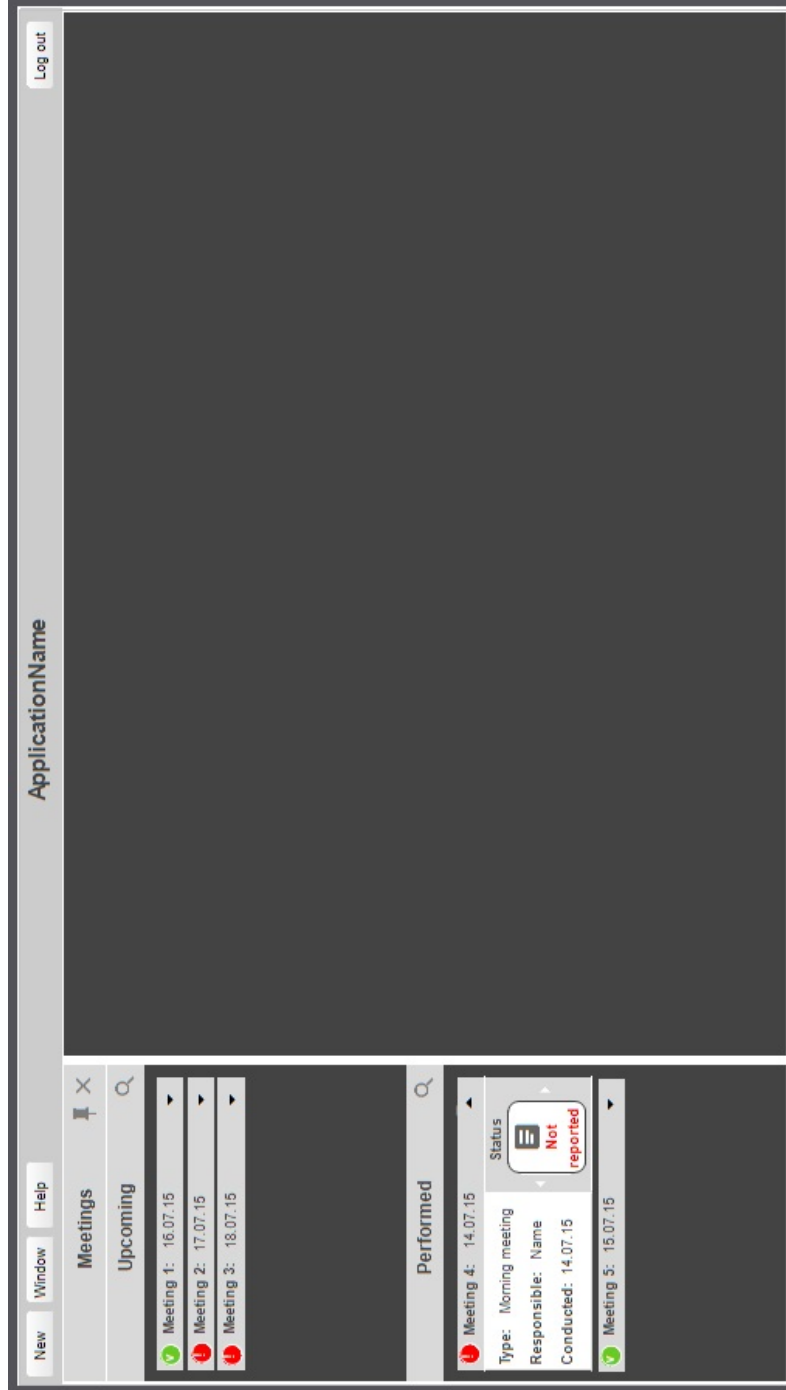 New Window Help ApplicationName Log out
Meetings
Upcoming
Meeting 1: 16.07.15
Meeting 2: 17.07.15
Meeting 3: 18.07.15
Performed
Meeting 4: 14.07.15
Type: Morning meeting
Responsible: Name
Conducted: 14.07.15
Status
Not
reported
Meeting 5: 15.07.15